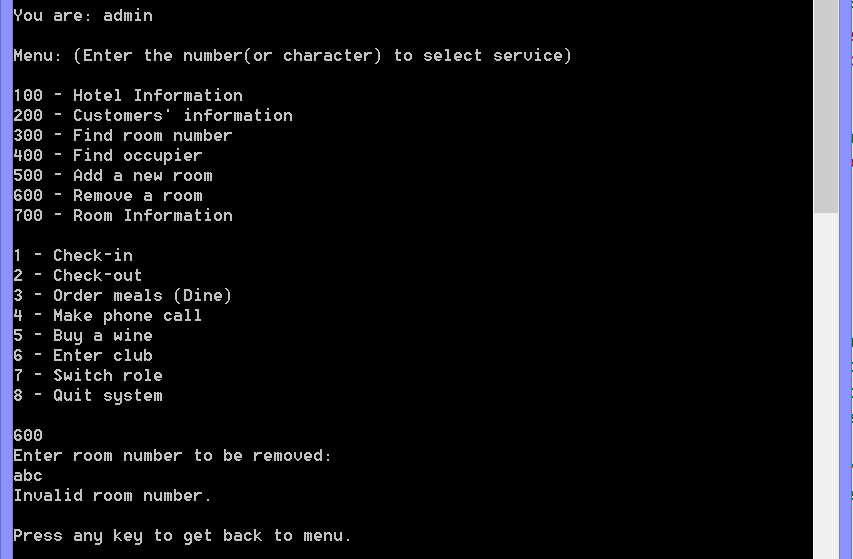 You are: admin
Menu: (Enter the number(or character) to select service)
100 - Hotel Information
200 - Customers' information
300 - Find room number
400 - Find occupier
500 - Add a new room
600 - Remove a room
700 - Room Information
1 - Check-in
2 - Check-out
3 - Order meals (Dine)
4 - Make phone call
5 - Buy a wine
6 - Enter club
7 - Switch role
8 - Quit system
600
Enter room number to be removed:
abc
Invalid room number.
Press any key to get back to menu.